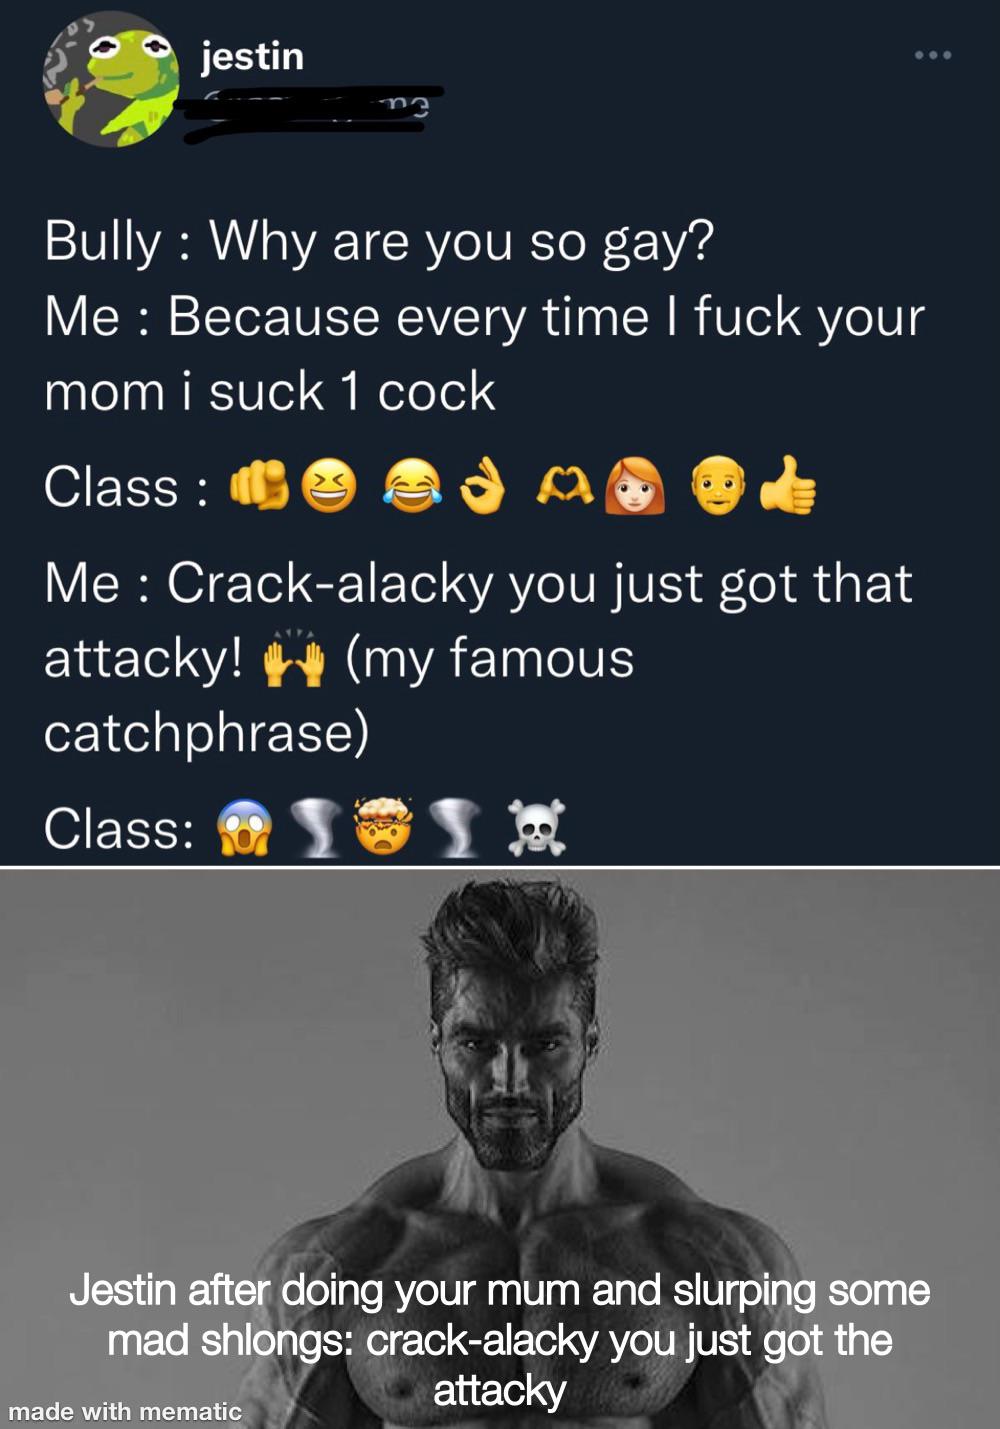 jestin
Bully : Why are you so gay?
Me : Because every time I fuck your
mom i suck 1 cock
Class : 🫵😆 😂👌 🫶👩‍🦰 👨‍🦲👍
Me : Crack-alacky you just got that
attacky! 🙌 (my famous
catchphrase)
Class: 😱🌪️🤯🌪️ ☠️
Jestin after doing your mum and slurping some
mad shlongs: crack-alacky you just got the
attacky
made with mematic